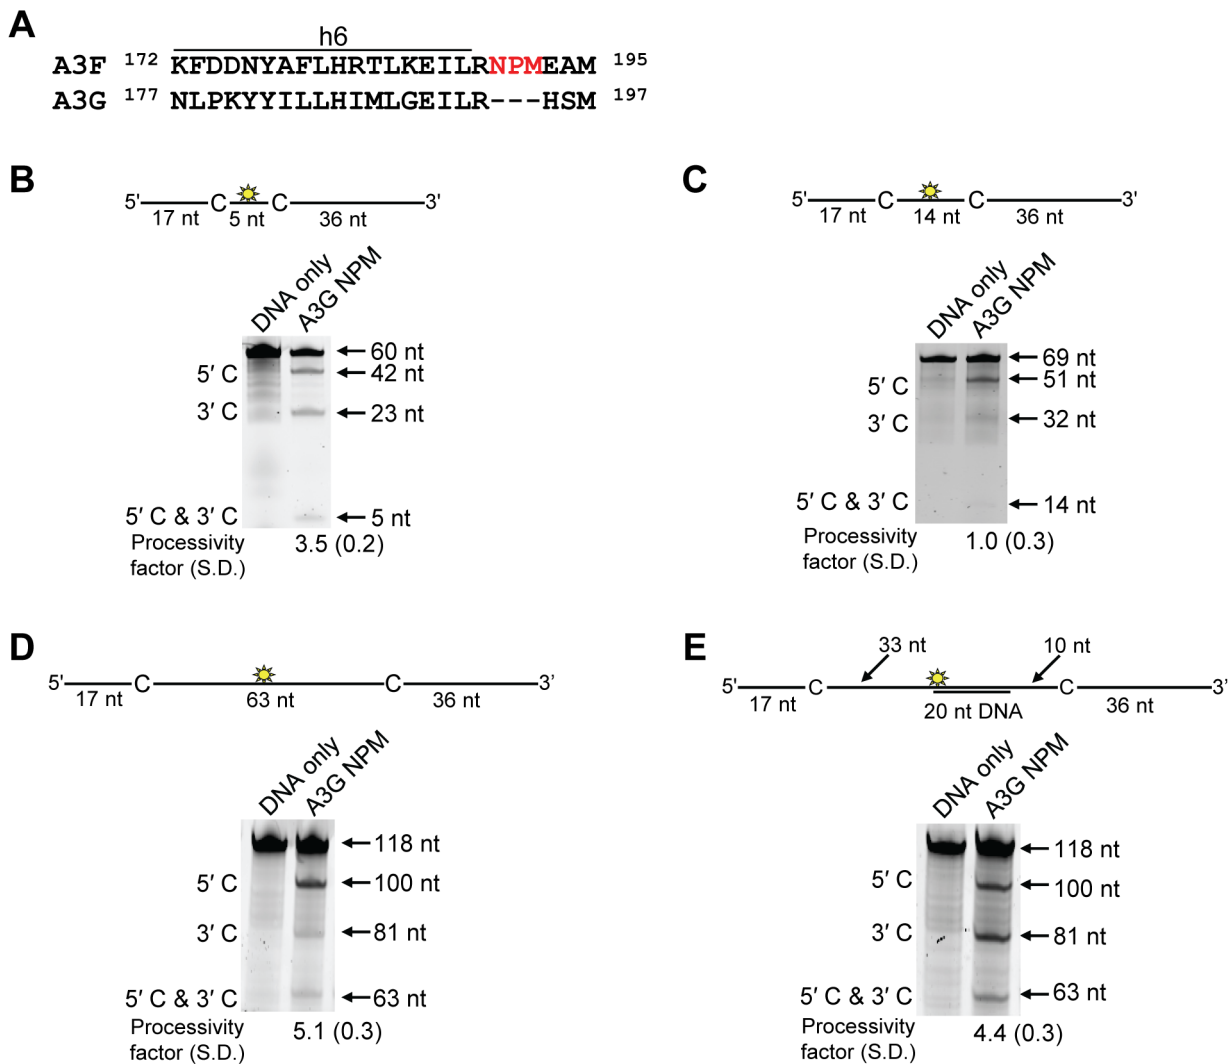 A
h6
A3F 172 KFDDNYAFLHRTLKEILRNPMEAM 195
A3G 177 NLPKYYILLHIMLGEILR---HSM 197
B
5' C C 3'
17 nt 5 nt 36 nt
DNA only
A3G NPM
60 nt
5′ C 42 nt
3′ C 23 nt
5′ C & 3′ C 5 nt
Processivity 3.5 (0.2)
factor (S.D.)
C
5' C C 3'
17 nt 14 nt 36 nt
DNA only
A3G NPM
69 nt
5′ C 51 nt
3′ C 32 nt
5′ C & 3′ C 14 nt
Processivity 1.0 (0.3)
factor (S.D.)
D
5' C C 3'
17 nt 63 nt 36 nt
DNA only
A3G NPM
118 nt
5′ C 100 nt
3′ C 81 nt
5′ C & 3′ C 63 nt
Processivity 5.1 (0.3)
factor (S.D.)
E
33 nt 10 nt
5' C C 3'
17 nt 20 nt DNA 36 nt
DNA only
A3G NPM
118 nt
5′ C 100 nt
3′ C 81 nt
5′ C & 3′ C 63 nt
Processivity 4.4 (0.3)
factor (S.D.)